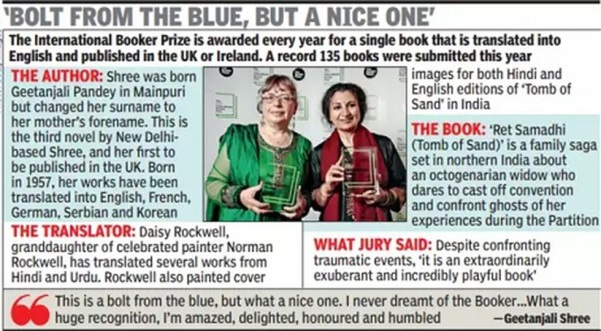 'BOLT FROM THE BLUE, BUT A NICE ONE'
The International Booker Prize is awarded every year for a single book that is translated into
English and published in the UK or Ireland. A record 135 books were submitted this year
THE AUTHOR: Shree was born
Geetanjali Pandey in Mainpuri
but changed her surname to
her mother's forename. This is
the third novel by New Delhi-
based Shree, and her first to
be published in the UK. Born
in 1957, her works have been
translated into English, French,
German, Serbian and Korean
THE TRANSLATOR: Daisy Rockwell,
granddaughter of celebrated painter Norman
Rockwell, has translated several works from
Hindi and Urdu. Rockwell also painted cover
images for both Hindi and
English editions of 'Tomb of
Sand' in India
THE BOOK: 'Ret Samadhi
(Tomb of Sand)' is a family saga
set in northern India about
an octogenarian widow who
dares to cast off convention
and confront ghosts of her
experiences during the Partition
WHAT JURY SAID: Despite confronting
traumatic events, 'it is an extraordinarily
exuberant and incredibly playful book'
This is a bolt from the blue, but what a nice one. I never dreamt of the Booker...What a
huge recognition, I'm amazed, delighted, honoured and humbled
—Geetanjali Shree